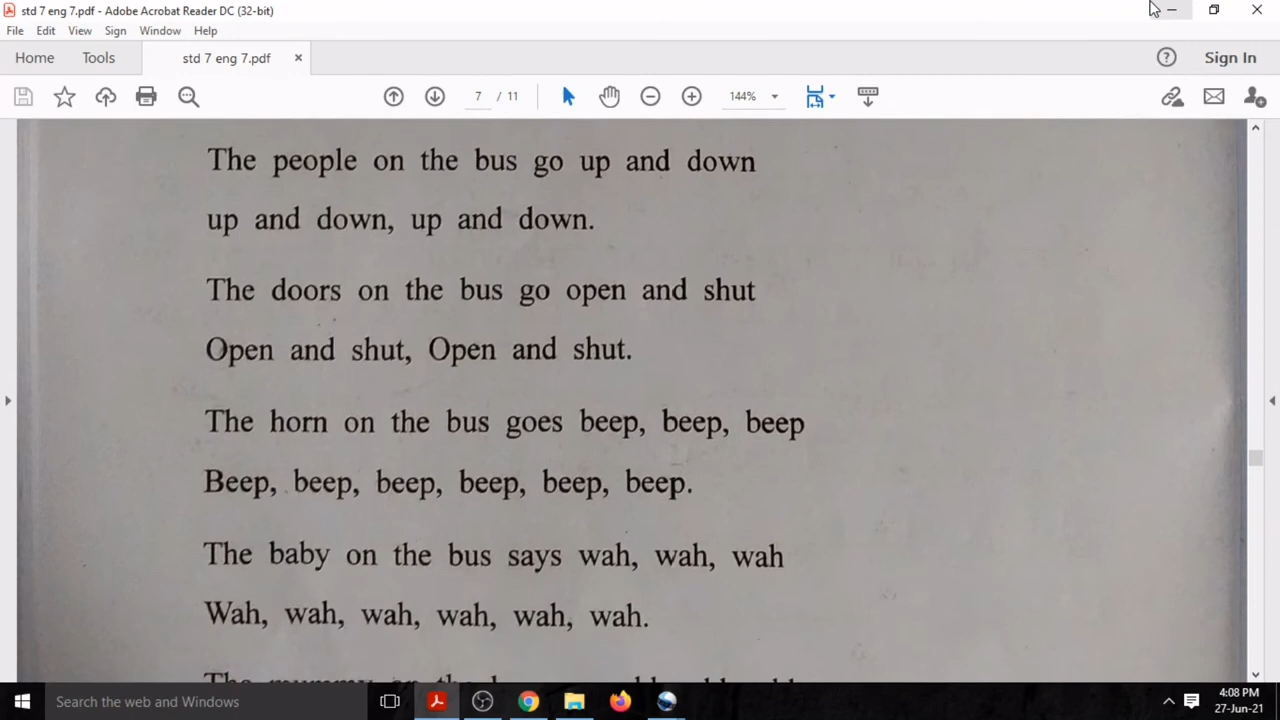 std 7 eng 7.pdf - Adobe Acrobat Reader DC (32-bit)
File Edit View Sign Window Help
Home Tools std 7 eng 7.pdf × Sign In
7 / 11 144%
The people on the bus go up and down
up and down, up and down.
The doors on the bus go open and shut
Open and shut, Open and shut.
The horn on the bus goes beep, beep, beep
Beep, beep, beep, beep, beep, beep.
The baby on the bus says wah, wah, wah
Wah, wah, wah, wah, wah, wah.
Search the web and Windows
4:08 PM
27-Jun-21